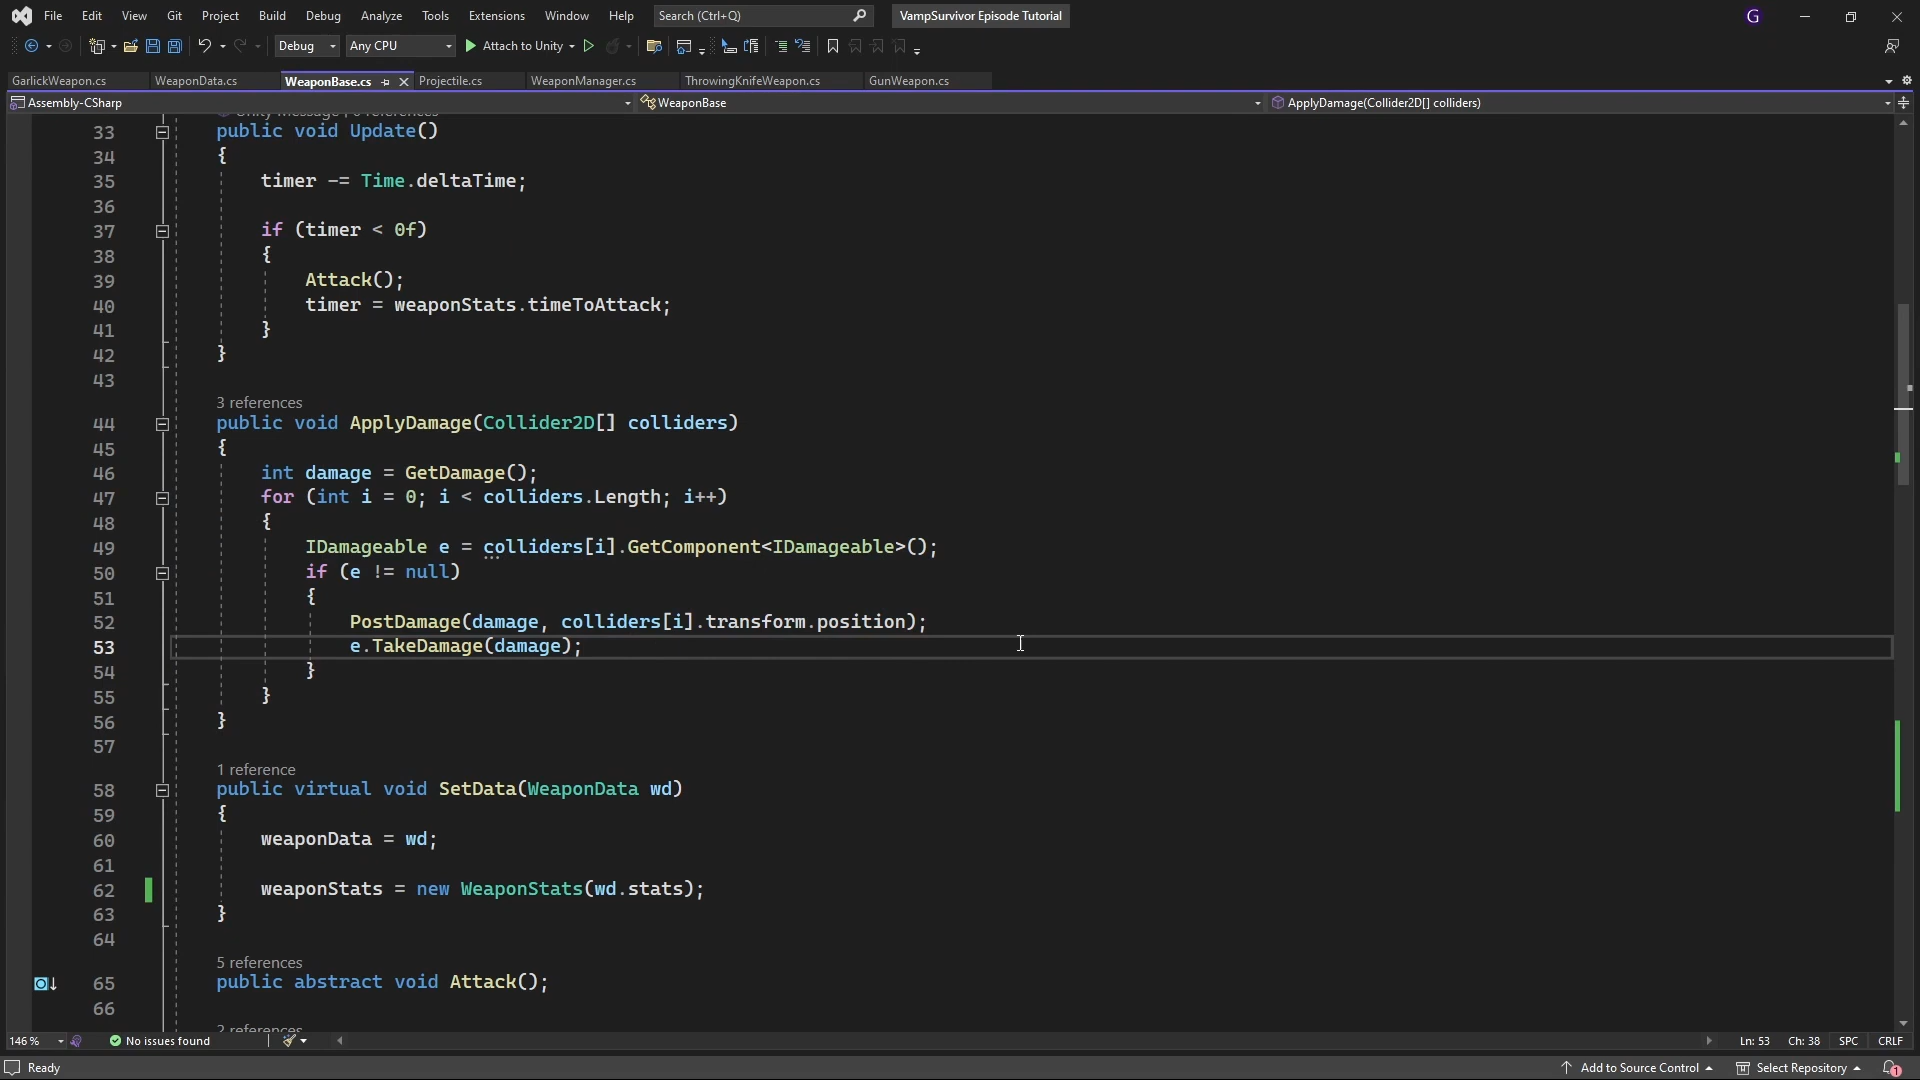 File Edit View Git Project Build Debug Analyze Tools Extensions Window Help Search (Ctrl+Q) VampSurvivor Episode Tutorial G
Debug Any CPU Attach to Unity
GarlickWeapon.cs WeaponData.cs WeaponBase.cs Projectile.cs WeaponManager.cs ThrowingKnifeWeapon.cs GunWeapon.cs
Assembly-CSharp WeaponBase ApplyDamage(Collider2D[] colliders)
33 public void Update()
34 {
35 timer -= Time.deltaTime;
36
37 if (timer < 0f)
38 {
39 Attack();
40 timer = weaponStats.timeToAttack;
41 }
42 }
43
3 references
44 public void ApplyDamage(Collider2D[] colliders)
45 {
46 int damage = GetDamage();
47 for (int i = 0; i < colliders.Length; i++)
48 {
49 IDamageable e = colliders[i].GetComponent<IDamageable>();
50 if (e != null)
51 {
52 PostDamage(damage, colliders[i].transform.position);
53 e.TakeDamage(damage);
54 }
55 }
56 }
57
1 reference
58 public virtual void SetData(WeaponData wd)
59 {
60 weaponData = wd;
61
62 weaponStats = new WeaponStats(wd.stats);
63 }
64
5 references
65 public abstract void Attack();
66
2 references
146 % No issues found Ln: 53 Ch: 38 SPC CRLF
Ready Add to Source Control Select Repository 1